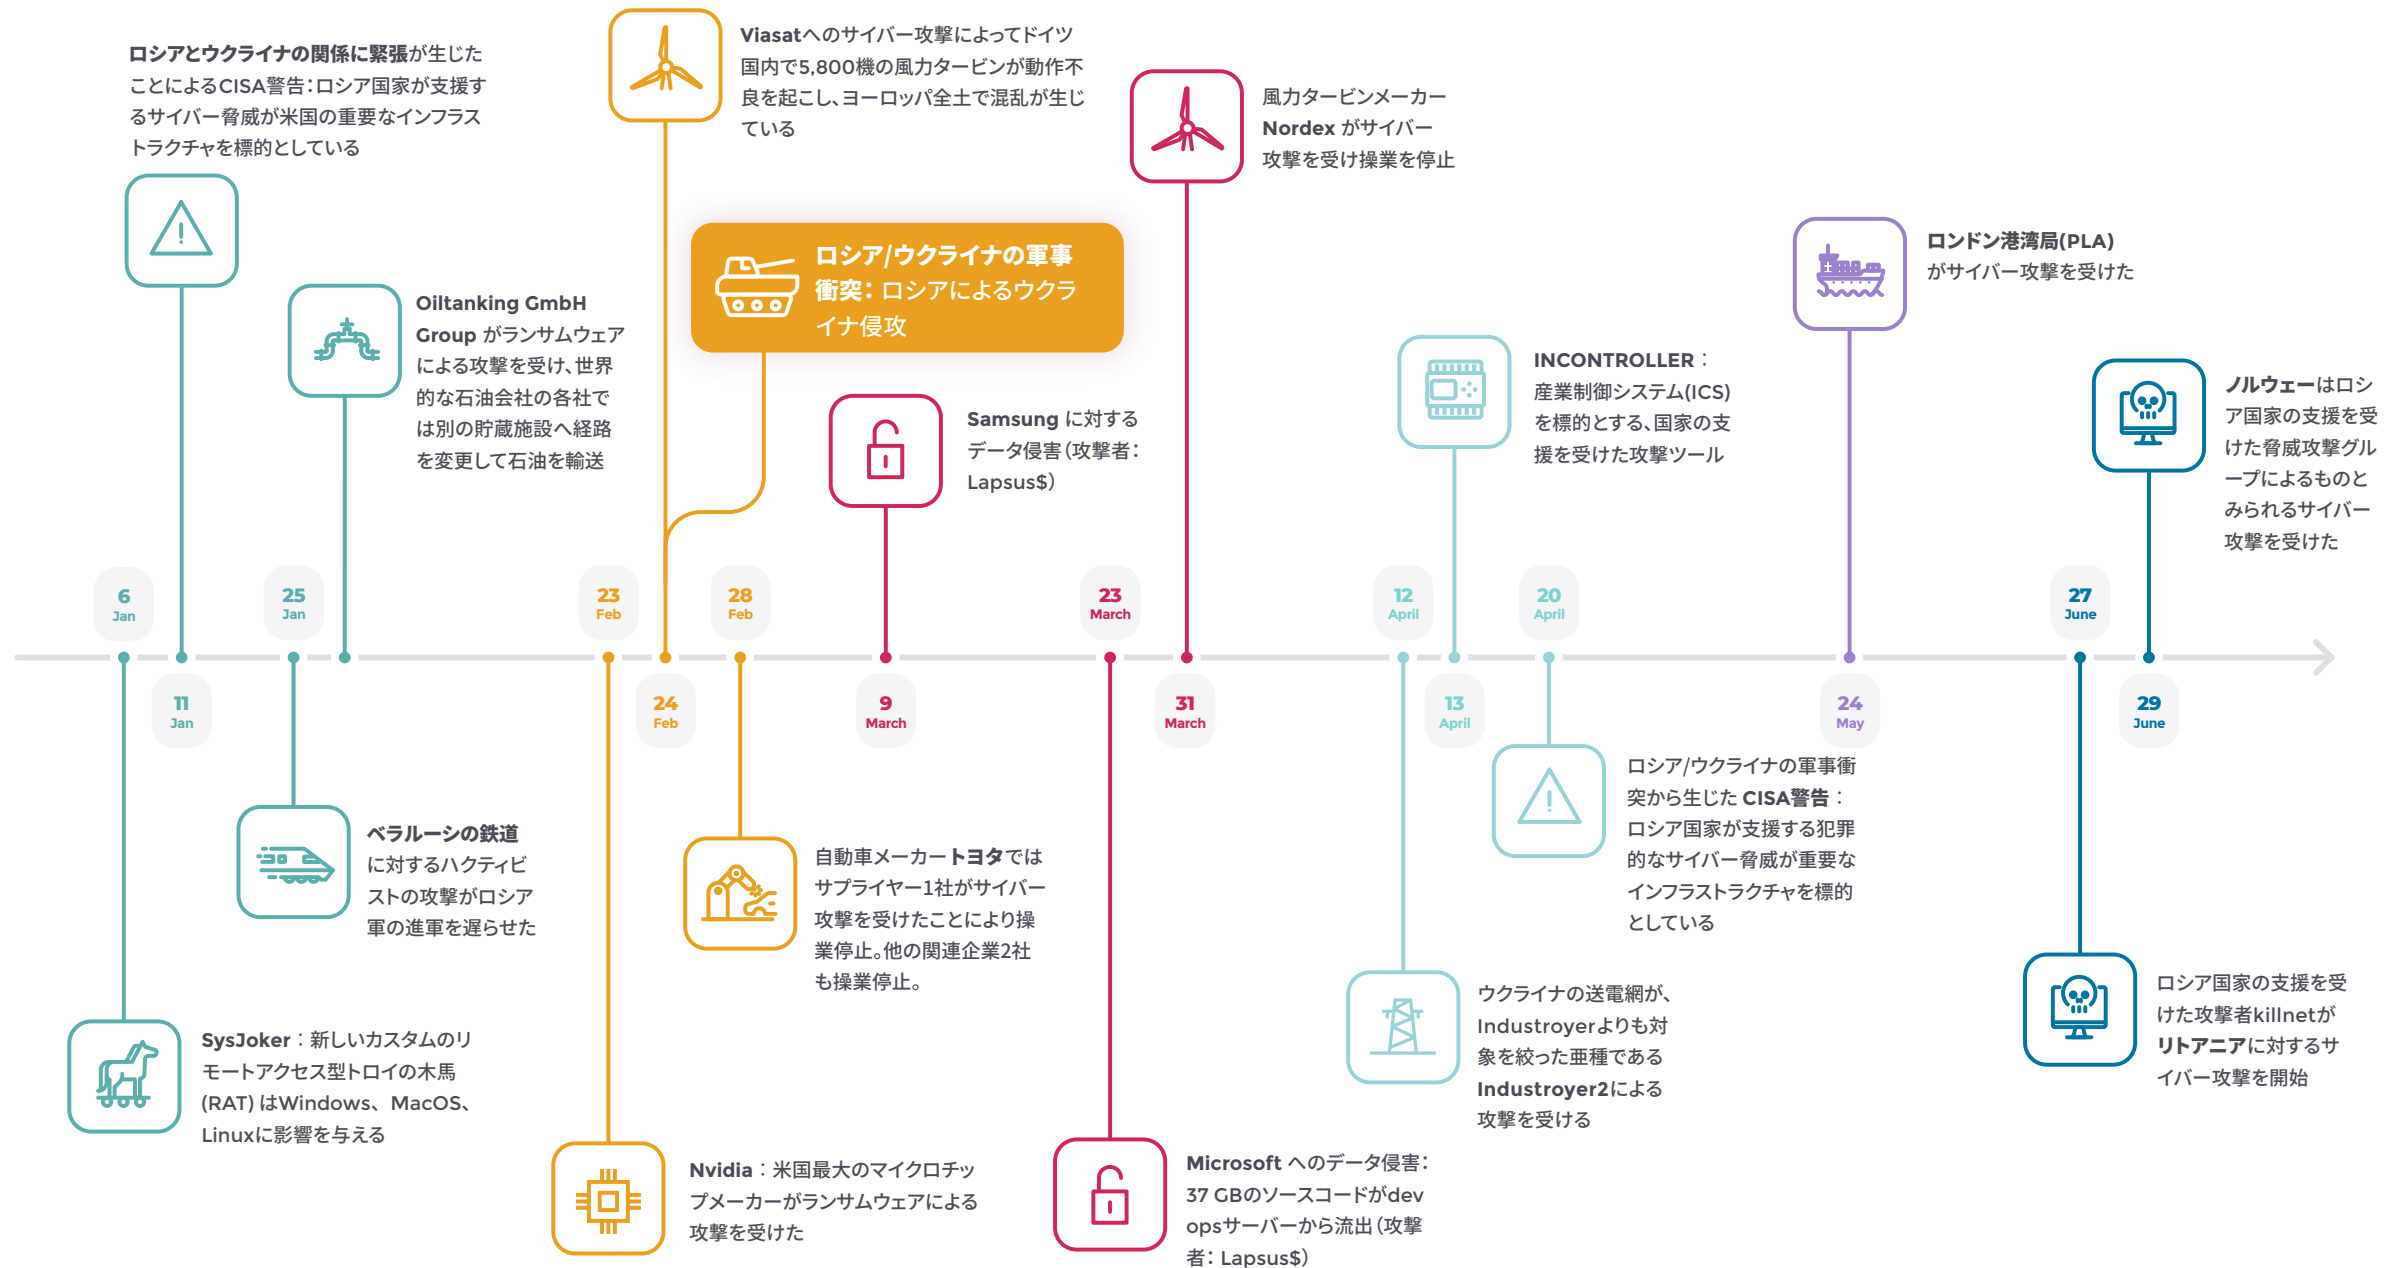 ロシアとウクライナの関係に緊張が生じた
ことによるCISA警告：ロシア国家が支援す
るサイバー脅威が米国の重要なインフラス
トラクチャを標的としている
Oiltanking GmbH
Group がランサムウェア
による攻撃を受け、世界
的な石油会社の各社で
は別の貯蔵施設へ経路
を変更して石油を輸送
Viasatへのサイバー攻撃によってドイツ
国内で5,800機の風力タービンが動作不
良を起こし、ヨーロッパ全土で混乱が生じ
ている
ロシア/ウクライナの軍事
衝突： ロシアによるウクラ
イナ侵攻
Samsung に対する
データ侵害（攻撃者：
Lapsus$）
風力タービンメーカー
Nordex がサイバー
攻撃を受け操業を停止
INCONTROLLER：
産業制御システム(ICS)
を標的とする、国家の支
援を受けた攻撃ツール
ロンドン港湾局(PLA)
がサイバー攻撃を受けた
ノルウェーはロシ
ア国家の支援を受
けた脅威攻撃グル
ープによるものと
みられるサイバー
攻撃を受けた
6
Jan
11
Jan
25
Jan
23
Feb
24
Feb
28
Feb
9
March
23
March
31
March
12
April
13
April
20
April
24
May
27
June
29
June
SysJoker：新しいカスタムのリ
モートアクセス型トロイの木馬
(RAT) はWindows、MacOS、
Linuxに影響を与える
ベラルーシの鉄道
に対するハクティビ
ストの攻撃がロシア
軍の進軍を遅らせた
Nvidia：米国最大のマイクロチッ
プメーカーがランサムウェアによる
攻撃を受けた
自動車メーカートヨタでは
サプライヤー1社がサイバー
攻撃を受けたことにより操
業停止。他の関連企業2社
も操業停止。
Microsoft へのデータ侵害：
37 GBのソースコードがdev
opsサーバーから流出（攻撃
者： Lapsus$）
ウクライナの送電網が、
Industroyerよりも対
象を絞った亜種である
Industroyer2による
攻撃を受ける
ロシア/ウクライナの軍事衝
突から生じた CISA警告：
ロシア国家が支援する犯罪
的なサイバー脅威が重要な
インフラストラクチャを標的
としている
ロシア国家の支援を受
けた攻撃者killnetが
リトアニアに対するサ
イバー攻撃を開始